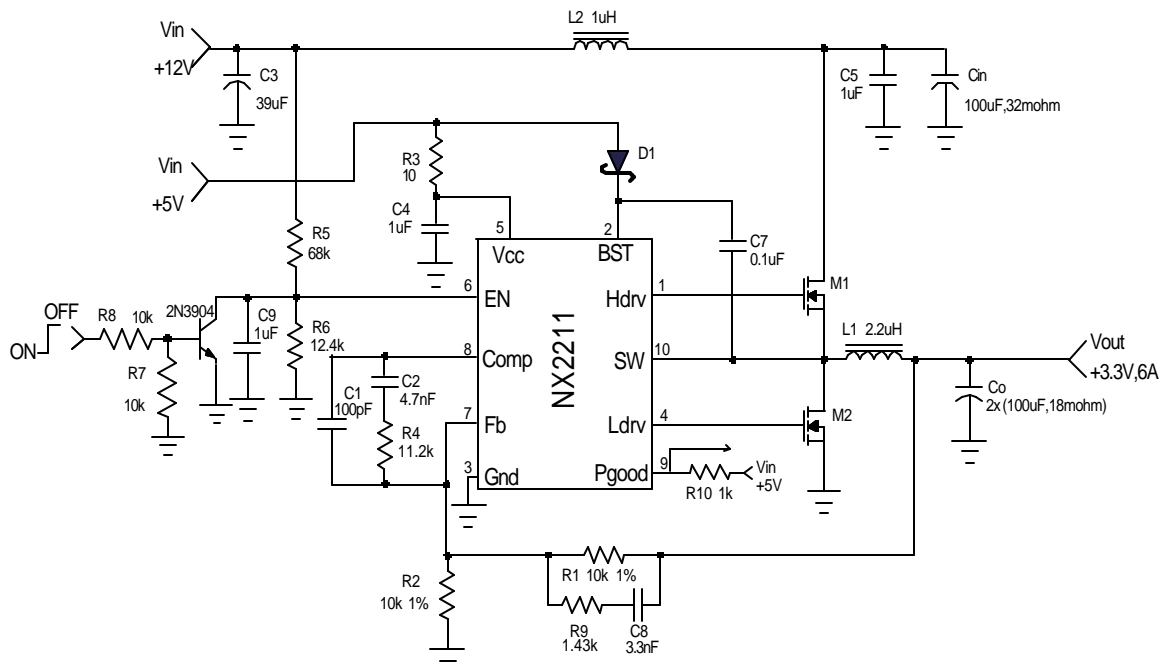 L2 1uH
Vin
+12V
C3
39uF
C5
1uF
Cin
100uF,32mohm
Vin
+5V
R3
10
D1
C4
1uF
5
2
Vcc
BST
C7
0.1uF
R5
68k
6
EN
Hdrv
1
M1
OFF
ON
R8
10k
2N3904
C9
1uF
R6
12.4k
R7
10k
8
Comp
SW
10
L1 2.2uH
Vout
+3.3V,6A
C1
100pF
C2
4.7nF
R4
11.2k
NX2211
7
Fb
Ldrv
4
M2
Co
2x(100uF,18mohm)
3
Gnd
Pgood
9
R10 1k
Vin
+5V
R2
10k 1%
R1 10k 1%
R9
1.43k
C8
3.3nF